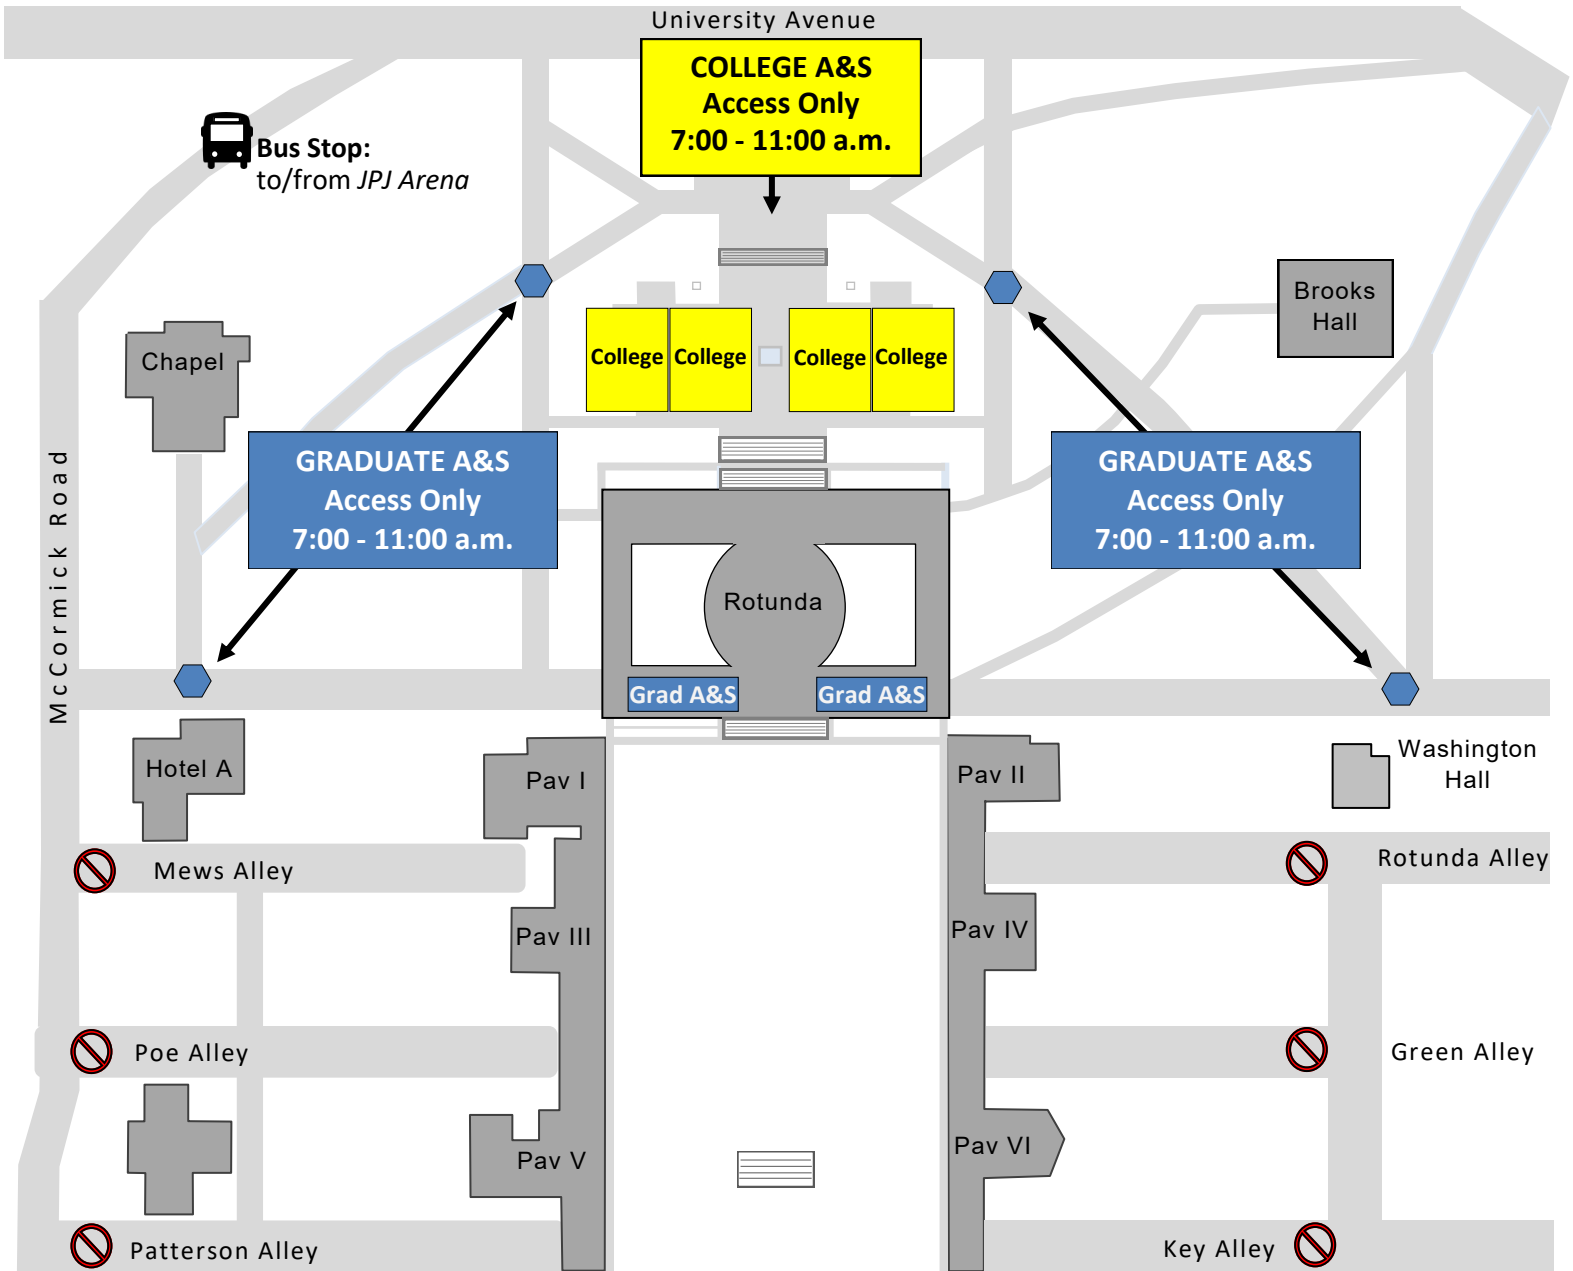 University Avenue
COLLEGE A&S
Access Only
7:00 - 11:00 a.m.
Bus Stop:
to/from JPJ Arena
Brooks
Hall
Chapel
College
College
College
College
McCormick Road
GRADUATE A&S
Access Only
7:00 - 11:00 a.m.
GRADUATE A&S
Access Only
7:00 - 11:00 a.m.
Rotunda
Grad A&S
Grad A&S
Hotel A
Pav I
Pav II
Washington
Hall
Mews Alley
Rotunda Alley
Pav III
Pav IV
Poe Alley
Green Alley
Pav V
Pav VI
Patterson Alley
Key Alley